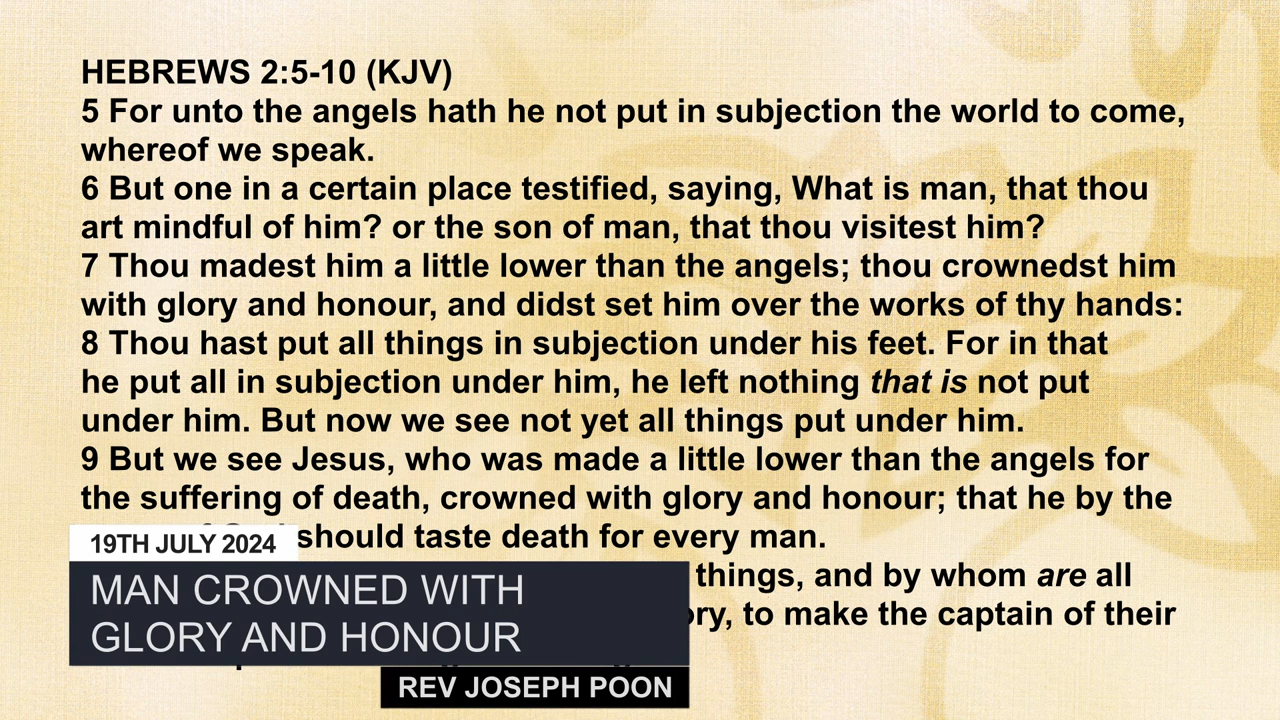 HEBREWS 2:5-10 (KJV)
5 For unto the angels hath he not put in subjection the world to come,
whereof we speak.
6 But one in a certain place testified, saying, What is man, that thou
art mindful of him? or the son of man, that thou visitest him?
7 Thou madest him a little lower than the angels; thou crownedst him
with glory and honour, and didst set him over the works of thy hands:
8 Thou hast put all things in subjection under his feet. For in that
he put all in subjection under him, he left nothing that is not put
under him. But now we see not yet all things put under him.
9 But we see Jesus, who was made a little lower than the angels for
the suffering of death, crowned with glory and honour; that he by the
should taste death for every man.
things, and by whom are all
to make the captain of their
19TH JULY 2024
MAN CROWNED WITH
GLORY AND HONOUR
REV JOSEPH POON